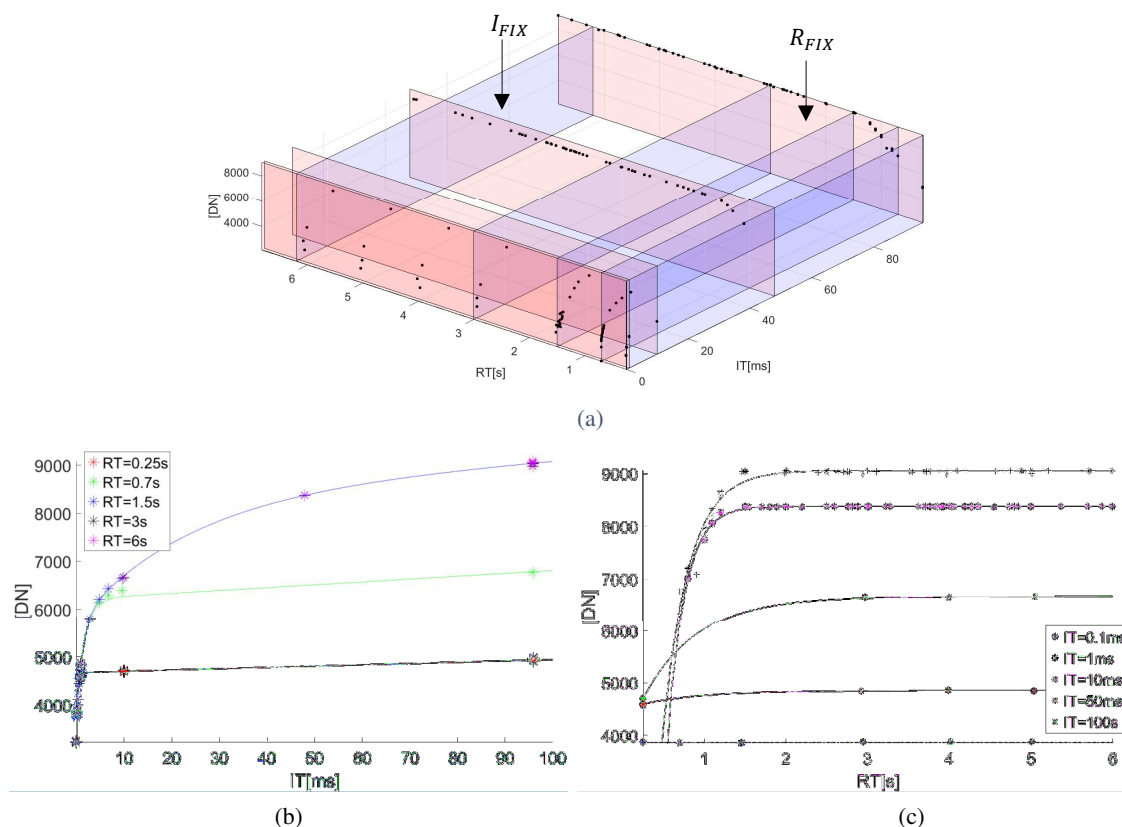 I_FIX
R_FIX
8000
6000
4000
[DN]
6
5
4
3
2
1
RT[s]
0
20
40
60
80
IT[ms]
(a)
RT=0.25s
RT=0.7s
RT=1.5s
RT=3s
RT=6s
9000
8000
7000
6000
5000
4000
[DN]
10 20 30 40 50 60 70 80 90 100
IT[ms]
(b)
9000
8000
7000
6000
5000
4000
[DN]
IT=0.1ms
IT=1ms
IT=10ms
IT=50ms
IT=100s
1 2 3 4 5 6
RT[s]
(c)